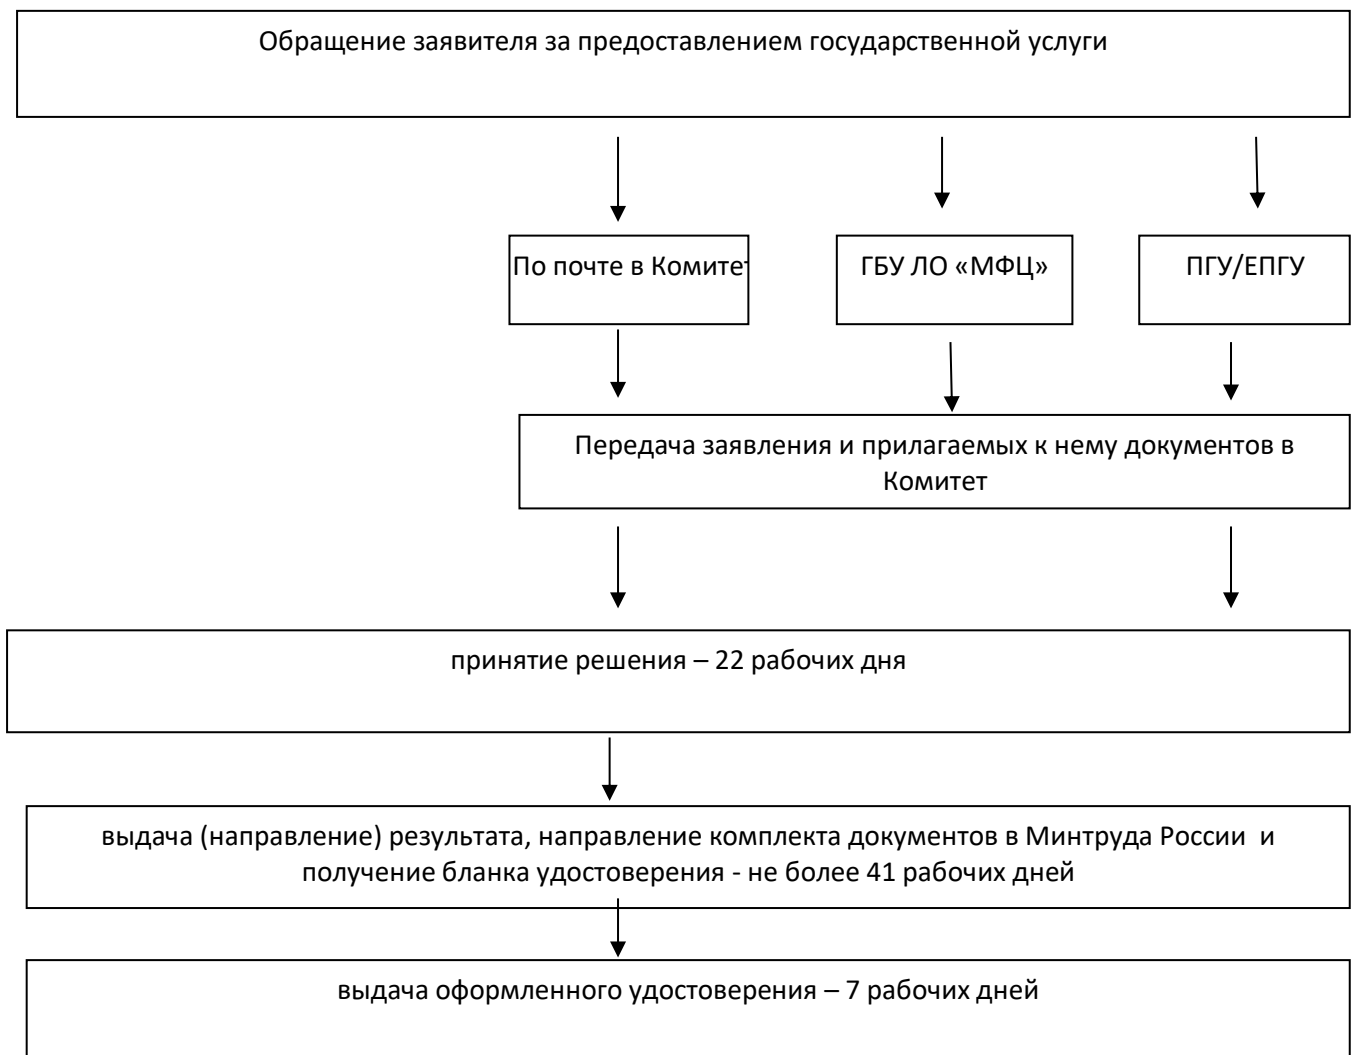 Обращение заявителя за предоставлением государственной услуги
По почте в Комитет
ГБУ ЛО «МФЦ»
ПГУ/ЕПГУ
Передача заявления и прилагаемых к нему документов в
Комитет
принятие решения – 22 рабочих дня
выдача (направление) результата, направление комплекта документов в Минтруда России  и
получение бланка удостоверения - не более 41 рабочих дней
выдача оформленного удостоверения – 7 рабочих дней